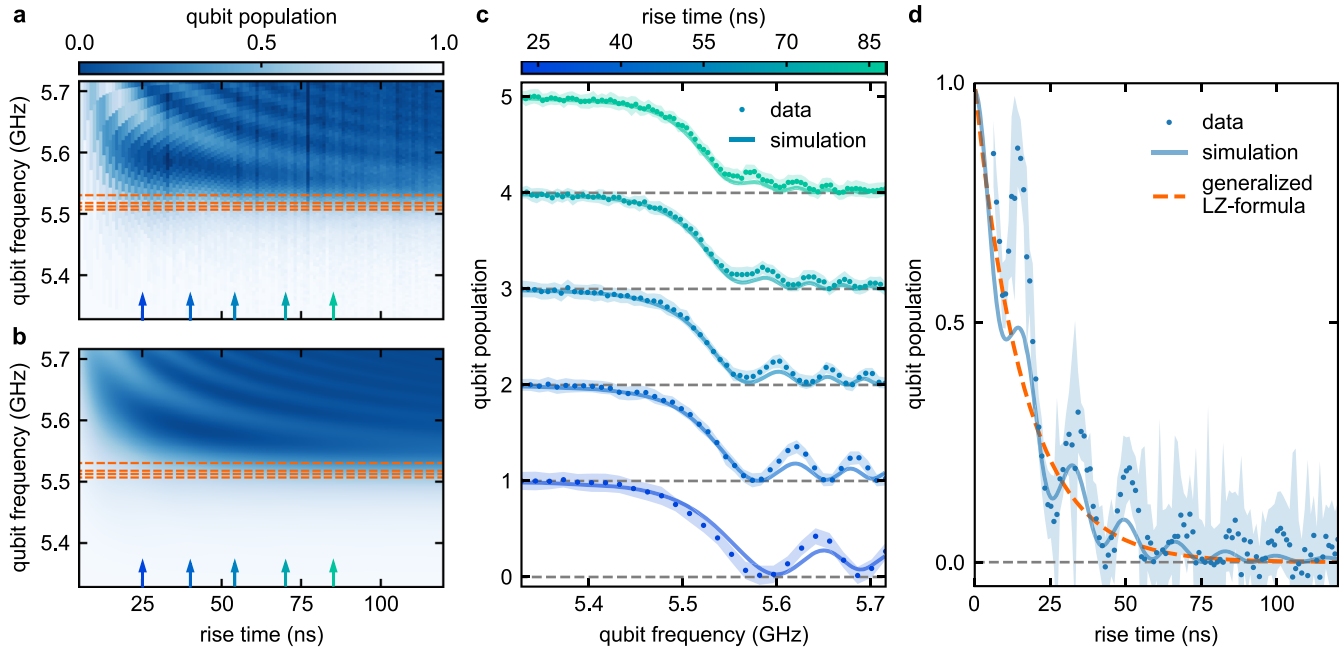 a
qubit population
0.0 0.5 1.0
qubit frequency (GHz)
5.7
5.6
5.5
5.4
b
qubit frequency (GHz)
5.7
5.6
5.5
5.4
25 50 75 100
rise time (ns)
c
rise time (ns)
25 40 55 70 85
qubit population
5
4
3
2
1
0
data
simulation
5.4 5.5 5.6 5.7
qubit frequency (GHz)
d
qubit population
1.0
0.5
0.0
data
simulation
generalized
LZ-formula
0 25 50 75 100
rise time (ns)